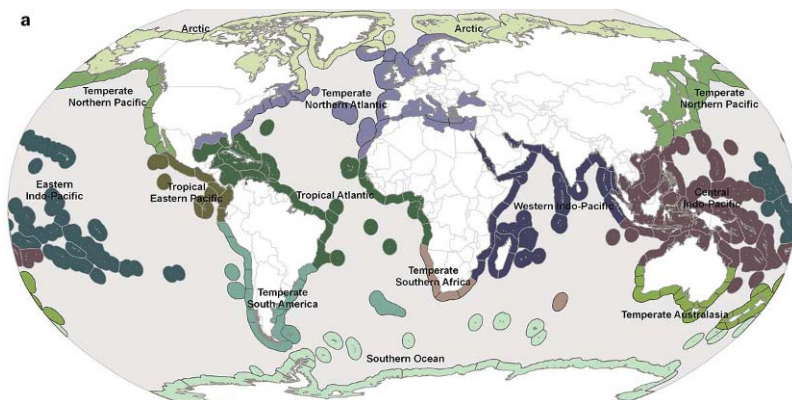 a
Arctic
Arctic
Temperate
Northern Pacific
Temperate
Northern Atlantic
Temperate
Northern Pacific
Eastern
Indo-Pacific
Tropical
Eastern Pacific
Tropical Atlantic
Western Indo-Pacific
Central
Indo-Pacific
Temperate
South America
Temperate
Southern Africa
Temperate Australasia
Southern Ocean